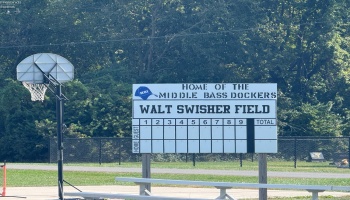 HOME OF THE
MIDDLE BASS DOCKERS
WALT SWISHER FIELD
1 2 3 4 5 6 7 8 9 TOTAL
GUEST
HOME